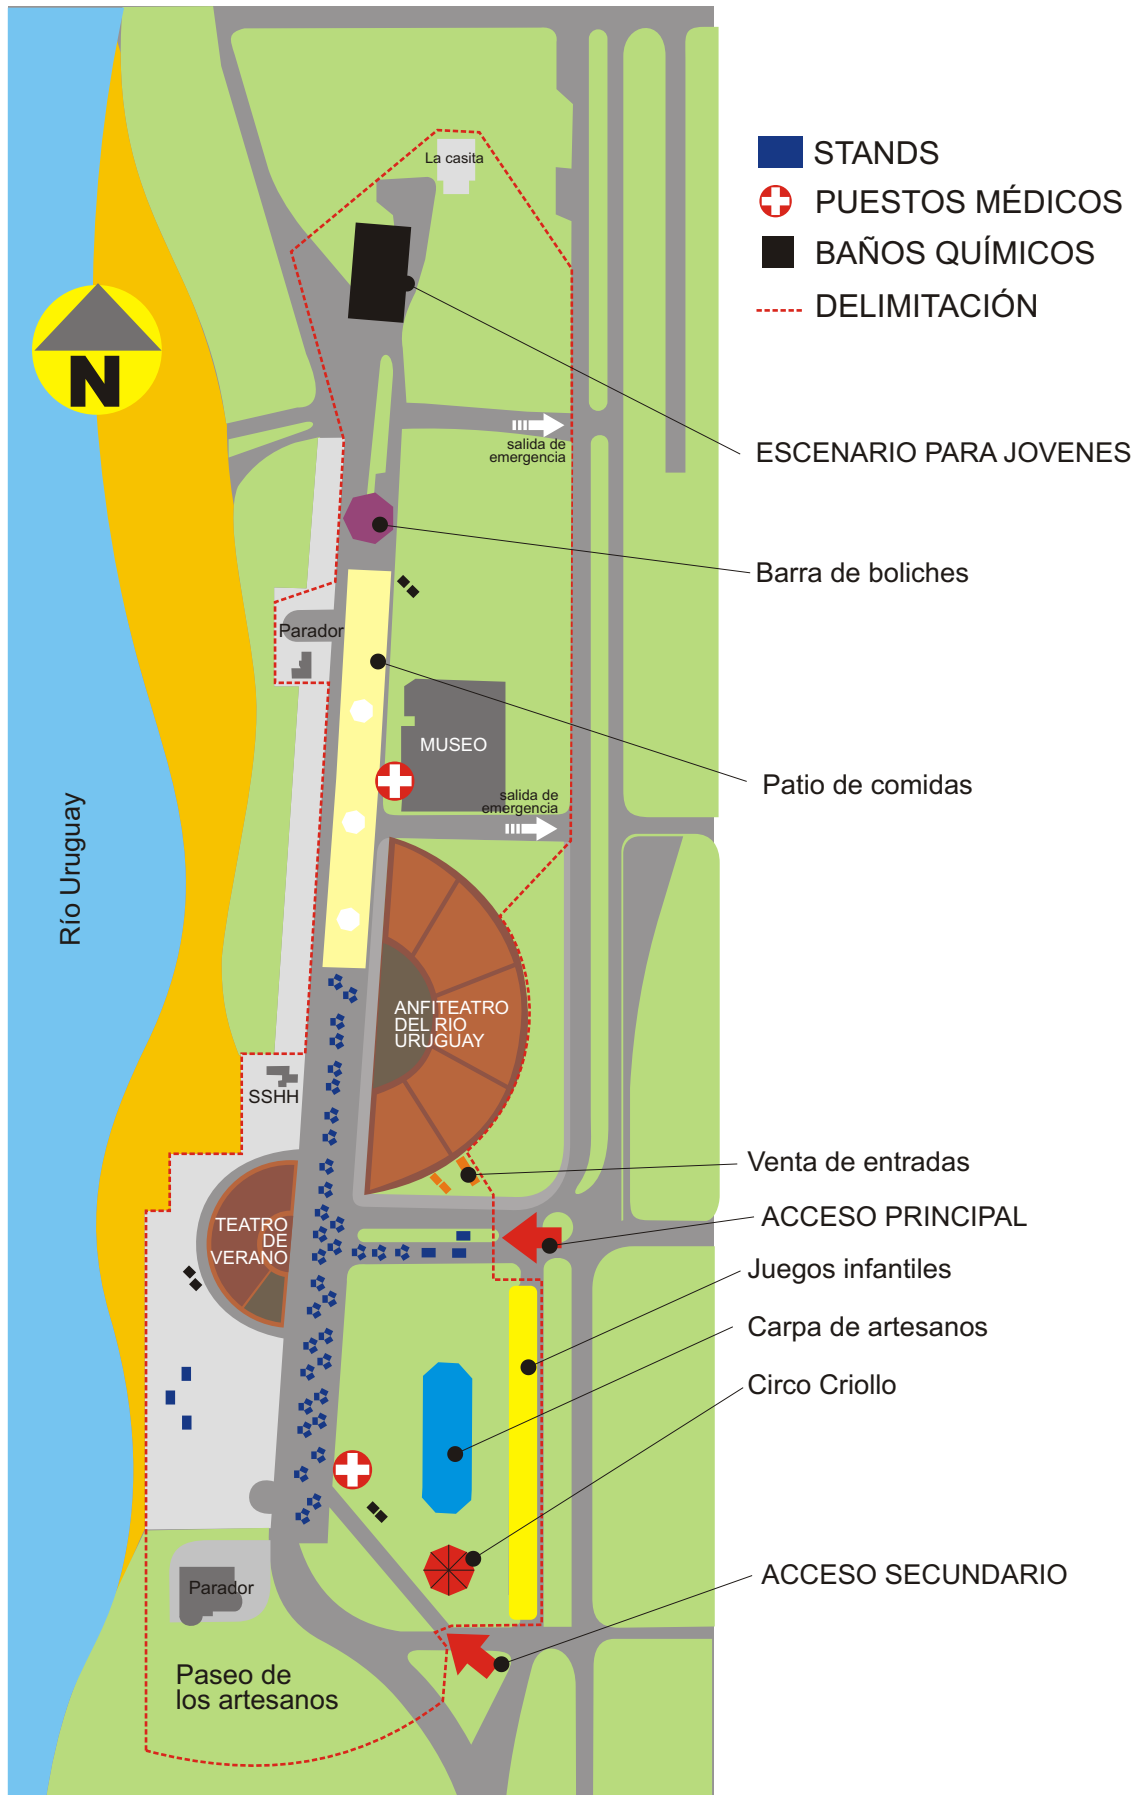 La casita
STANDS
PUESTOS MÉDICOS
BAÑOS QUÍMICOS
DELIMITACIÓN
N
salida de
emergencia
ESCENARIO PARA JOVENES
Barra de boliches
Parador
MUSEO
Patio de comidas
salida de
emergencia
Río Uruguay
ANFITEATRO
DEL RIO
URUGUAY
SSHH
Venta de entradas
TEATRO
DE
VERANO
ACCESO PRINCIPAL
Juegos infantiles
Carpa de artesanos
Circo Criollo
ACCESO SECUNDARIO
Parador
Paseo de
los artesanos